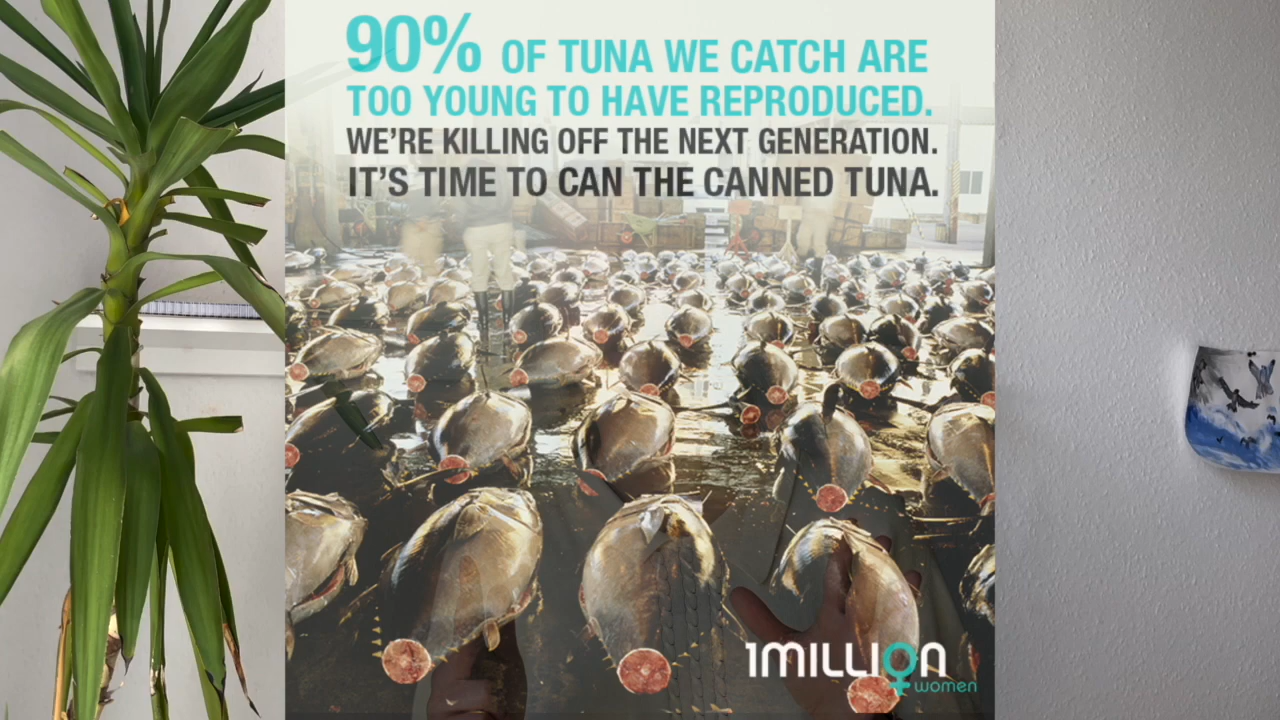 90% OF TUNA WE CATCH ARE
TOO YOUNG TO HAVE REPRODUCED.
WE'RE KILLING OFF THE NEXT GENERATION.
IT'S TIME TO CAN THE CANNED TUNA.
1MILLION
women